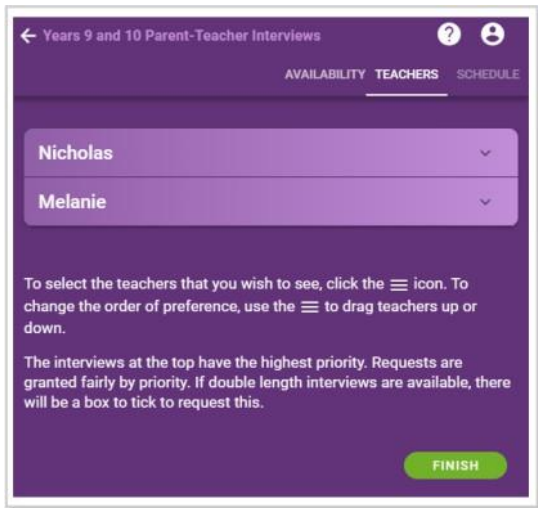 Years 9 and 10 Parent-Teacher Interviews
AVAILABILITY TEACHERS SCHEDULE
Nicholas
Melanie
To select the teachers that you wish to see, click the icon. To
change the order of preference, use the to drag teachers up or
down.
The interviews at the top have the highest priority. Requests are
granted fairly by priority. If double length interviews are available, there
will be a box to tick to request this.
FINISH